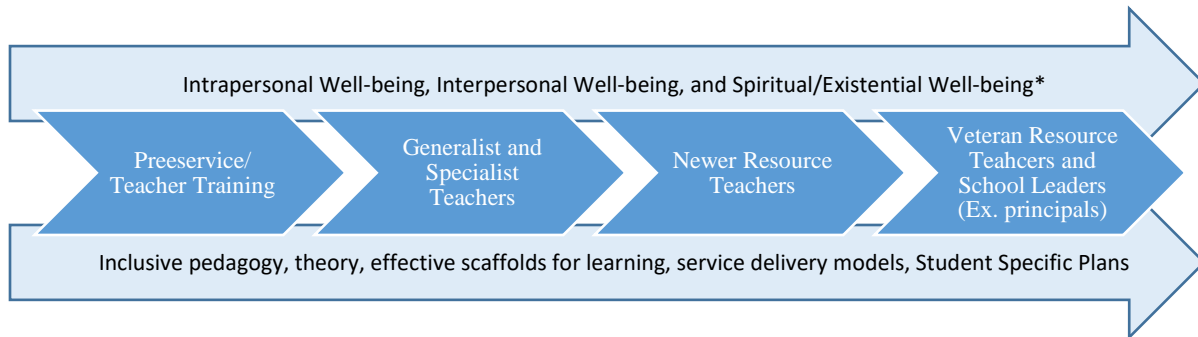 Intrapersonal Well-being, Interpersonal Well-being, and Spiritual/Existential Well-being*
Preeservice/
Teacher Training
Generalist and
Specialist
Teachers
Newer Resource
Teachers
Veteran Resource
Teahcers and
School Leaders
(Ex. principals)
Inclusive pedagogy, theory, effective scaffolds for learning, service delivery models, Student Specific Plans